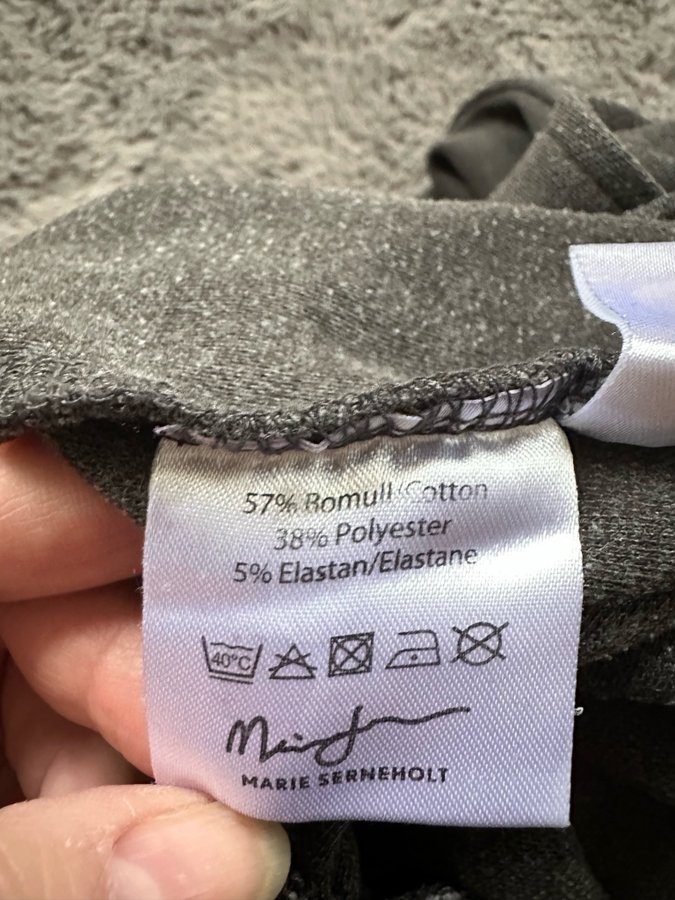 57% Bomull/Cotton
38% Polyester
5% Elastan/Elastane
40°C
MARIE SERNEHOLT